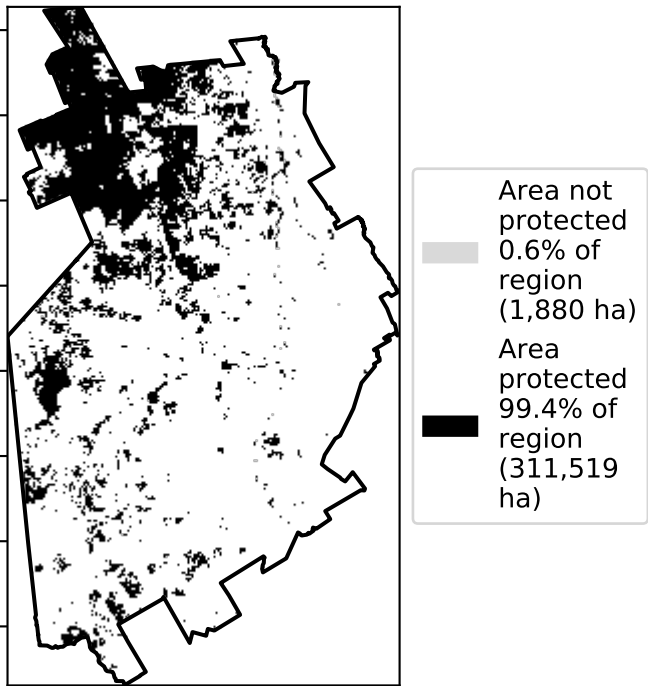 Area not
protected
0.6% of
region
(1,880 ha)
Area
protected
99.4% of
region
(311,519
ha)